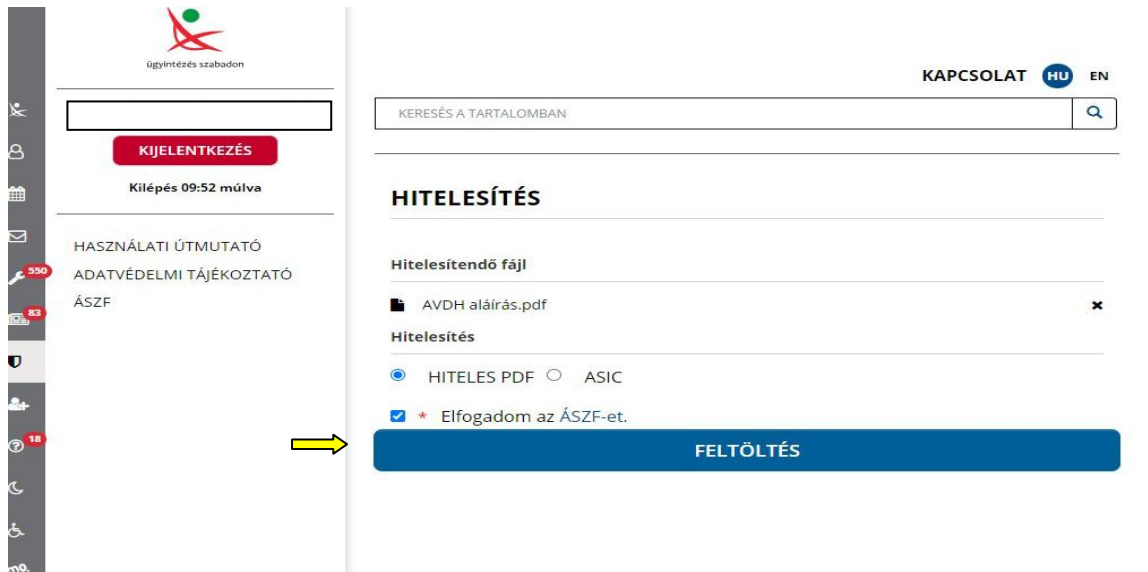 ügyintézés szabadon
KIJELENTKEZÉS
Kilépés 09:52 múlva
HASZNÁLATI ÚTMUTATÓ
ADATVÉDELMI TÁJÉKOZTATÓ
ÁSZF
550
83
18
KAPCSOLAT HU EN
KERESÉS A TARTALOMBAN
HITELESÍTÉS
Hitelesítendő fájl
AVDH aláírás.pdf
Hitelesítés
HITELES PDF ASIC
* Elfogadom az ÁSZF-et.
FELTÖLTÉS